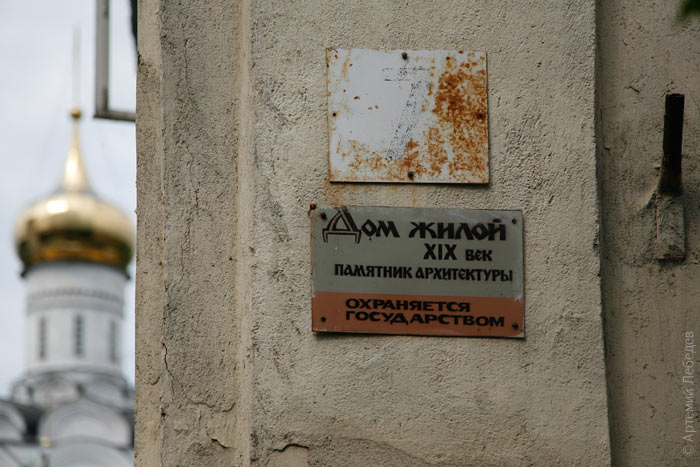 Дом жилой
XIX век
памятник архитектуры
охраняется
государством
© Артемий Лебедев